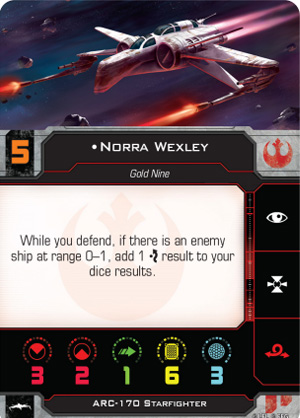 5
•Norra Wexley
Gold Nine
While you defend, if there is an enemy
ship at range 0–1, add 1 result to your
dice results.
3 2 1 6 3
ARC-170 Starfighter